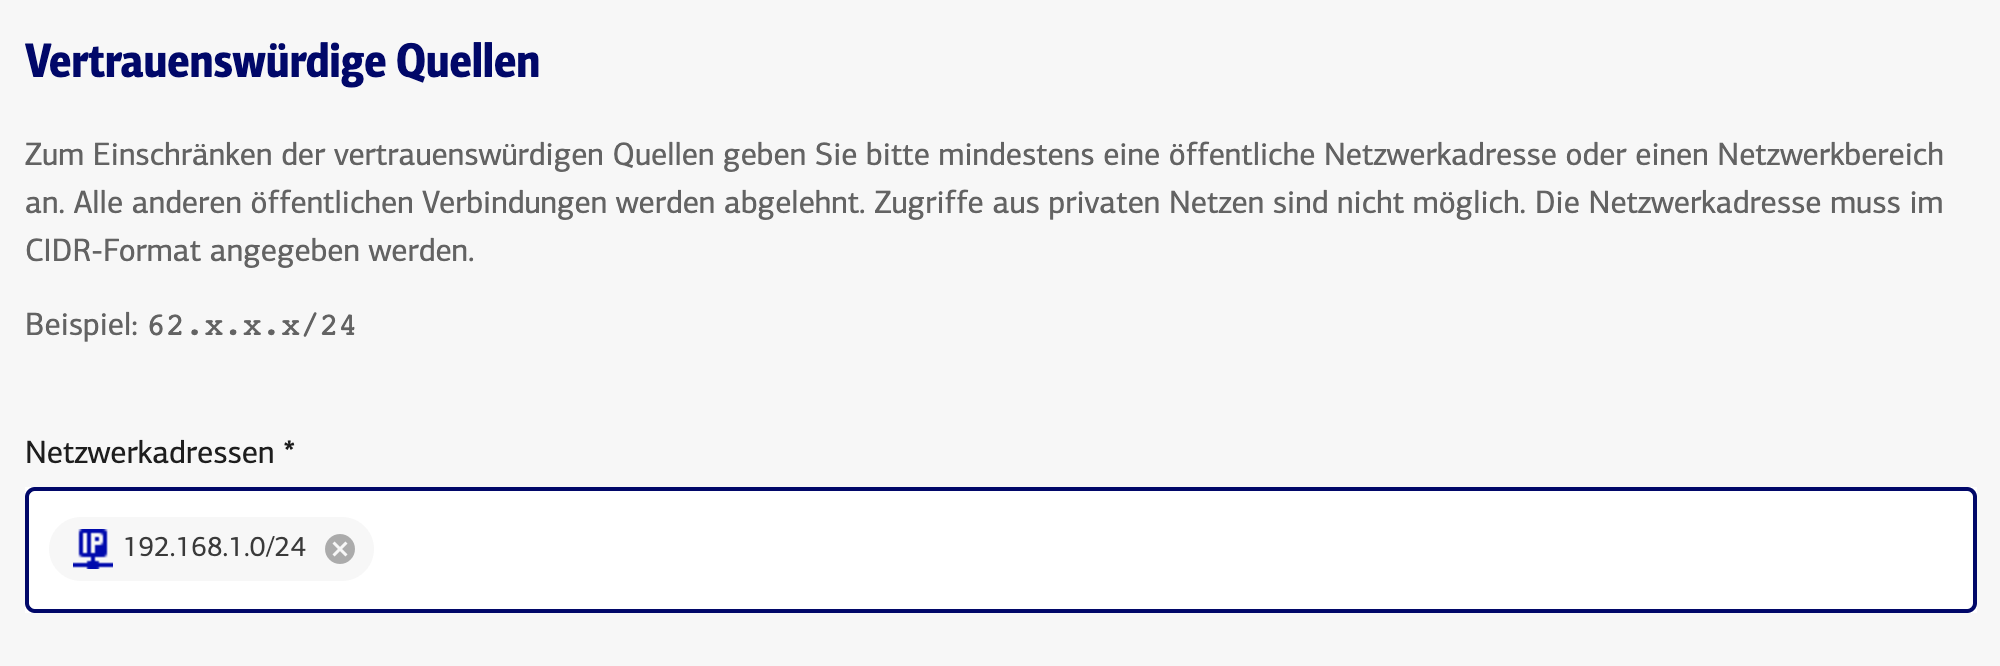 Vertrauenswürdige Quellen
Zum Einschränken der vertrauenswürdigen Quellen geben Sie bitte mindestens eine öffentliche Netzwerkadresse oder einen Netzwerkbereich
an. Alle anderen öffentlichen Verbindungen werden abgelehnt. Zugriffe aus privaten Netzen sind nicht möglich. Die Netzwerkadresse muss im
CIDR-Format angegeben werden.
Beispiel: 62.x.x.x/24
Netzwerkadressen *
IP 192.168.1.0/24